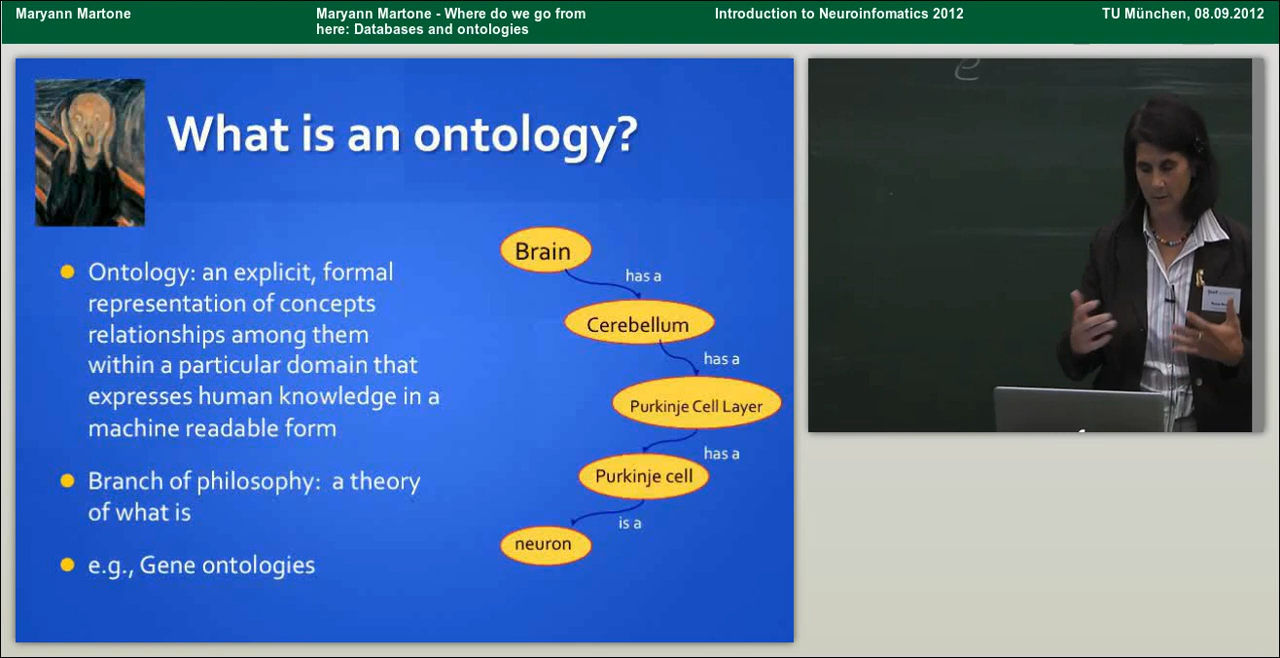 Maryann Martone
Maryann Martone - Where do we go from
here: Databases and ontologies
Introduction to Neuroinfomatics 2012
TU München, 08.09.2012
What is an ontology?
Ontology: an explicit, formal
representation of concepts
relationships among them
within a particular domain that
expresses human knowledge in a
machine readable form
Branch of philosophy: a theory
of what is
e.g., Gene ontologies
Brain
has a
Cerebellum
has a
Purkinje Cell Layer
has a
Purkinje cell
is a
neuron
e